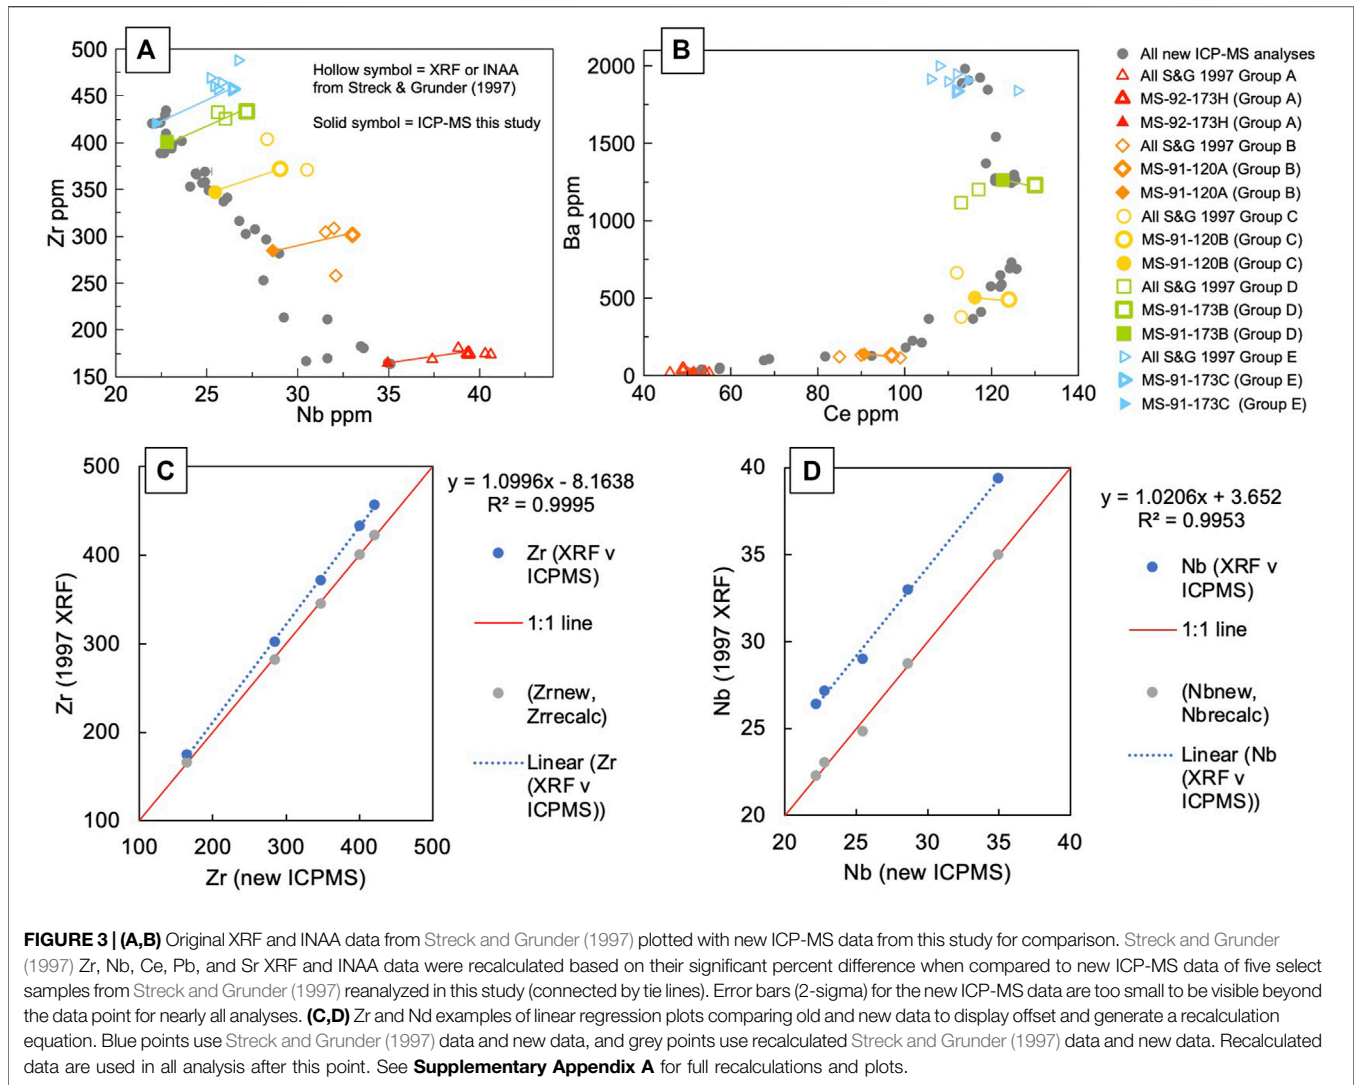 A
500
450
400
350
300
250
200
150
Zr ppm
20
25
30
35
40
Nb ppm
Hollow symbol = XRF or INAA
from Streck & Grunder (1997)
Solid symbol = ICP-MS this study
B
2000
1500
1000
500
0
Ba ppm
40
60
80
100
120
140
Ce ppm
All new ICP-MS analyses
All S&G 1997 Group A
MS-92-173H (Group A)
MS-92-173H (Group A)
All S&G 1997 Group B
MS-91-120A (Group B)
MS-91-120A (Group B)
All S&G 1997 Group C
MS-91-120B (Group C)
MS-91-120B (Group C)
All S&G 1997 Group D
MS-91-173B (Group D)
MS-91-173B (Group D)
All S&G 1997 Group E
MS-91-173C (Group E)
MS-91-173C (Group E)
C
500
400
300
200
100
Zr (1997 XRF)
100
200
300
400
500
Zr (new ICPMS)
y = 1.0996x - 8.1638
R² = 0.9995
Zr (XRF v
ICPMS)
1:1 line
(Zrnew,
Zrrecalc)
Linear (Zr
(XRF v
ICPMS))
D
40
35
30
25
20
Nb (1997 XRF)
20
25
30
35
40
Nb (new ICPMS)
y = 1.0206x + 3.652
R² = 0.9953
Nb (XRF v
ICPMS)
1:1 line
(Nbnew,
Nbrecalc)
Linear (Nb
(XRF v
ICPMS))
FIGURE 3 | (A,B) Original XRF and INAA data from Streck and Grunder (1997) plotted with new ICP-MS data from this study for comparison. Streck and Grunder
(1997) Zr, Nb, Ce, Pb, and Sr XRF and INAA data were recalculated based on their significant percent difference when compared to new ICP-MS data of five select
samples from Streck and Grunder (1997) reanalyzed in this study (connected by tie lines). Error bars (2-sigma) for the new ICP-MS data are too small to be visible beyond
the data point for nearly all analyses. (C,D) Zr and Nd examples of linear regression plots comparing old and new data to display offset and generate a recalculation
equation. Blue points use Streck and Grunder (1997) data and new data, and grey points use recalculated Streck and Grunder (1997) data and new data. Recalculated
data are used in all analysis after this point. See Supplementary Appendix A for full recalculations and plots.